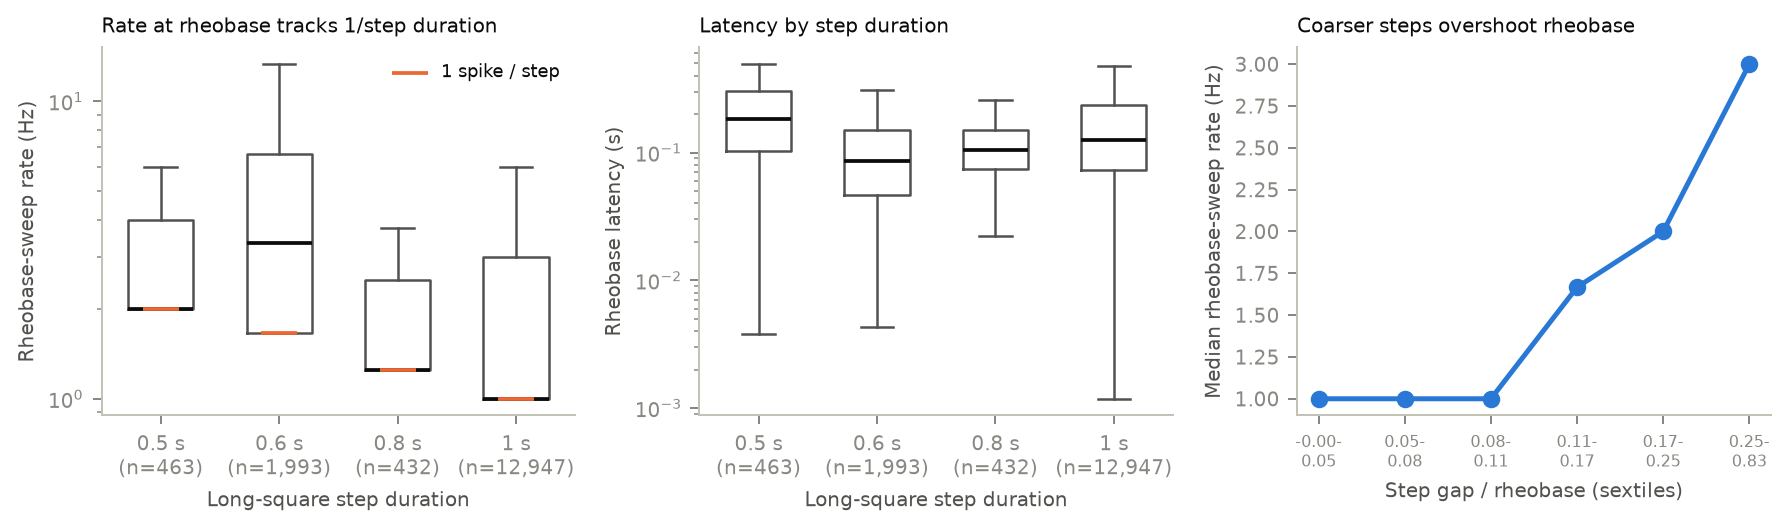 Rate at rheobase tracks 1/step duration
1 spike / step
Rheobase-sweep rate (Hz)
10¹
10⁰
0.5 s
(n=463)
0.6 s
(n=1,993)
0.8 s
(n=432)
1 s
(n=12,947)
Long-square step duration
Latency by step duration
Rheobase latency (s)
10⁻¹
10⁻²
10⁻³
0.5 s
(n=463)
0.6 s
(n=1,993)
0.8 s
(n=432)
1 s
(n=12,947)
Long-square step duration
Coarser steps overshoot rheobase
Median rheobase-sweep rate (Hz)
3.00
2.75
2.50
2.25
2.00
1.75
1.50
1.25
1.00
-0.00-
0.05
0.05-
0.08
0.08-
0.11
0.11-
0.17
0.17-
0.25
0.25-
0.83
Step gap / rheobase (sextiles)